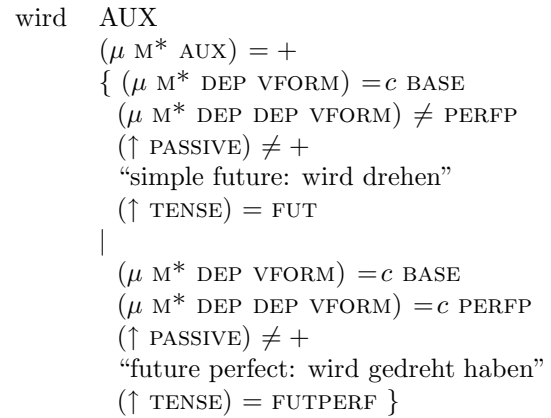 wird AUX
(μ M* AUX) = +
{ (μ M* DEP VFORM) =c BASE
(μ M* DEP DEP VFORM) ≠ PERFP
(↑ PASSIVE) ≠ +
“simple future: wird drehen”
(↑ TENSE) = FUT
|
(μ M* DEP VFORM) =c BASE
(μ M* DEP DEP VFORM) =c PERFP
(↑ PASSIVE) ≠ +
“future perfect: wird gedreht haben”
(↑ TENSE) = FUTPERF }